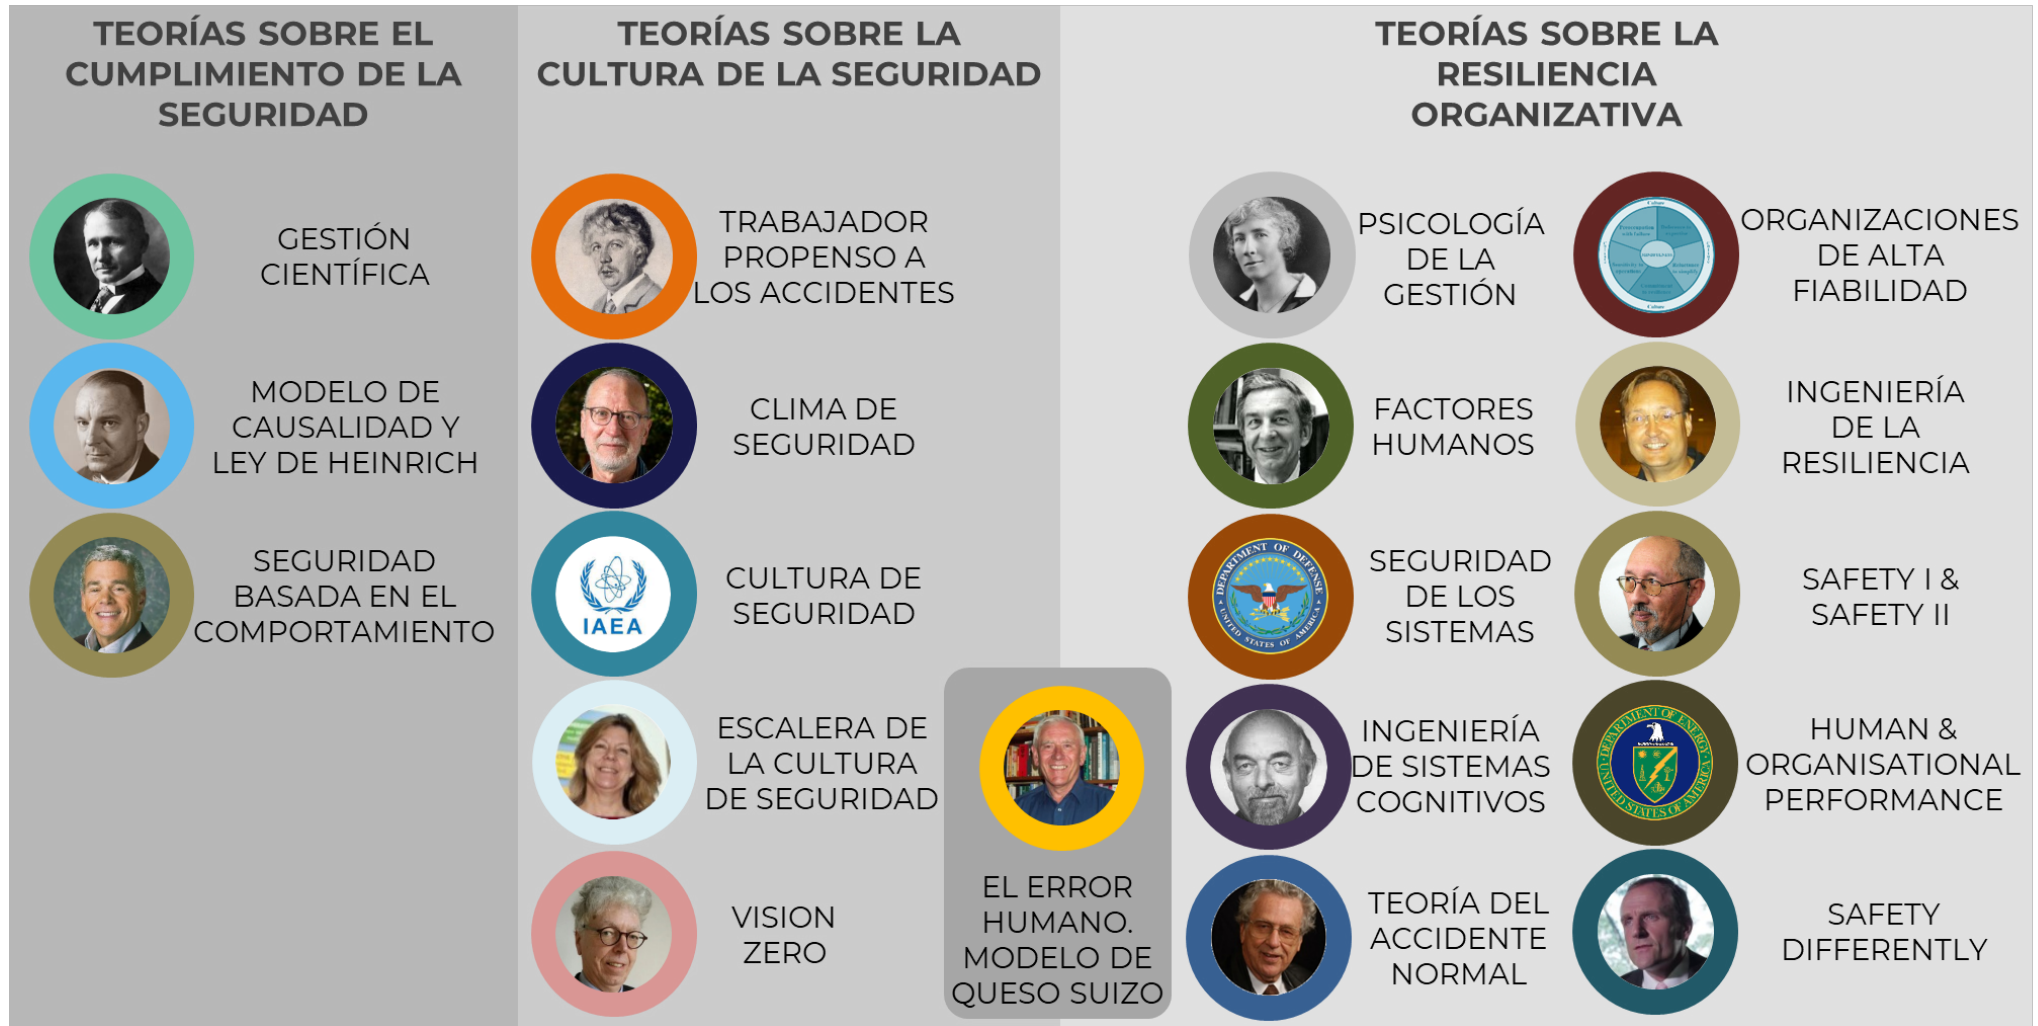 TEORÍAS SOBRE EL
CUMPLIMIENTO DE LA
SEGURIDAD
GESTIÓN
CIENTÍFICA
MODELO DE
CAUSALIDAD Y
LEY DE HEINRICH
SEGURIDAD
BASADA EN EL
COMPORTAMIENTO
TEORÍAS SOBRE LA
CULTURA DE LA SEGURIDAD
TRABAJADOR
PROPENSO A
LOS ACCIDENTES
CLIMA DE
SEGURIDAD
IAEA
CULTURA DE
SEGURIDAD
ESCALERA DE
LA CULTURA
DE SEGURIDAD
VISION
ZERO
EL ERROR
HUMANO.
MODELO DE
QUESO SUIZO
TEORÍAS SOBRE LA
RESILIENCIA
ORGANIZATIVA
PSICOLOGÍA
DE LA
GESTIÓN
FACTORES
HUMANOS
DEPARTMENT OF DEFENSE
UNITED STATES OF AMERICA
SEGURIDAD
DE LOS
SISTEMAS
INGENIERÍA
DE SISTEMAS
COGNITIVOS
TEORÍA DEL
ACCIDENTE
NORMAL
Culture
Culture
ORGANIZACIONES
DE ALTA
FIABILIDAD
INGENIERÍA
DE LA
RESILIENCIA
SAFETY I &
SAFETY II
DEPARTMENT OF ENERGY
UNITED STATES OF AMERICA
HUMAN &
ORGANISATIONAL
PERFORMANCE
SAFETY
DIFFERENTLY